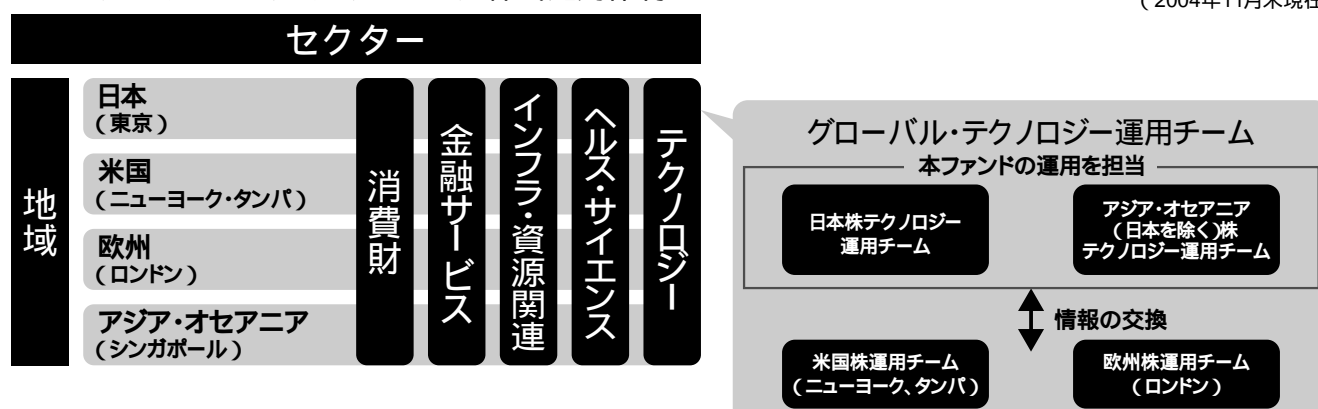 (2004年11月末現在
セクター
地域
日本
(東京)
米国
(ニューヨーク・タンパ)
欧州
(ロンドン)
アジア・オセアニア
(シンガポール)
消費財
金融サービス
インフラ・資源関連
ヘルス・サイエンス
テクノロジー
グローバル・テクノロジー運用チーム
本ファンドの運用を担当
日本株テクノロジー
運用チーム
アジア・オセアニア
(日本を除く)株
テクノロジー運用チーム
情報の交換
米国株運用チーム
(ニューヨーク、タンパ)
欧州株運用チーム
(ロンドン)